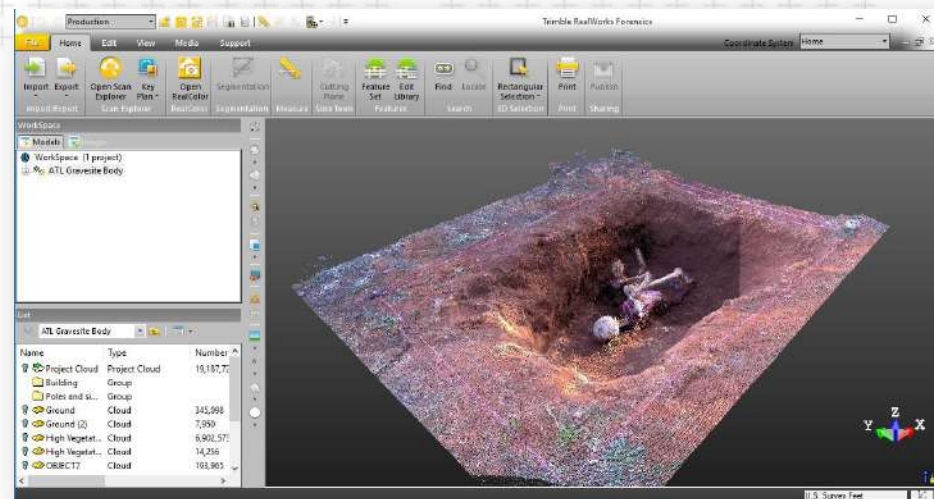 Production
Trimble RealWorks Forensics
File Home Edit View Media Support
Coordinate System Home
Import Export Open Scan Explorer Key Plan Open RealColor Segmentation Cutting Plane Feature Set Edit Library Find Locate Rectangular Selection Print Publish
Import/Export Scan Explorer RealColor Segmentation Measure Features Search 3D Selection Print Sharing
WorkSpace
Models Images
WorkSpace (1 project)
ATL Gravesite Body
List
ATL Gravesite Body
Name Type Number
Project Cloud Project Cloud 19,187,72
Building Group
Poles and si... Group
Ground Cloud 345,098
Ground (2) Cloud 7,950
High Vegetat... Cloud 6,902,575
High Vegetat... Cloud 14,256
OBJECT7 Cloud 193,965
Z
Y X
U.S. Survey Feet